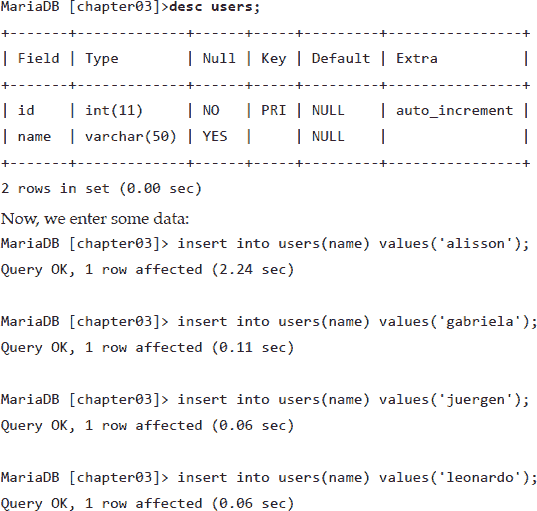 MariaDB [chapter03]>desc users;
+-------+-------------+------+-----+---------+----------------+
| Field | Type        | Null | Key | Default | Extra          |
+-------+-------------+------+-----+---------+----------------+
| id    | int(11)     | NO   | PRI | NULL    | auto_increment |
| name  | varchar(50) | YES  |     | NULL    |                |
+-------+-------------+------+-----+---------+----------------+
2 rows in set (0.00 sec)
Now, we enter some data:
MariaDB [chapter03]> insert into users(name) values('alisson');
Query OK, 1 row affected (2.24 sec)
MariaDB [chapter03]> insert into users(name) values('gabriela');
Query OK, 1 row affected (0.11 sec)
MariaDB [chapter03]> insert into users(name) values('juergen');
Query OK, 1 row affected (0.06 sec)
MariaDB [chapter03]> insert into users(name) values('leonardo');
Query OK, 1 row affected (0.06 sec)